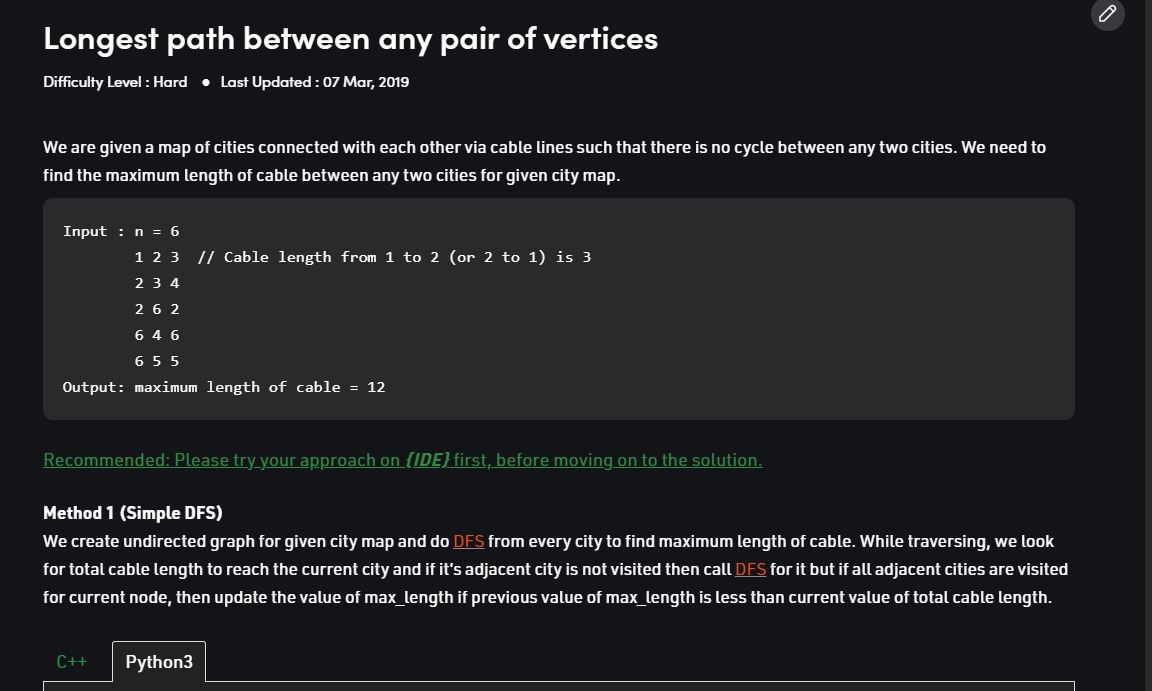 Longest path between any pair of vertices
Difficulty Level : Hard ● Last Updated : 07 Mar, 2019
We are given a map of cities connected with each other via cable lines such that there is no cycle between any two cities. We need to
find the maximum length of cable between any two cities for given city map.
Input : n = 6
1 2 3 // Cable length from 1 to 2 (or 2 to 1) is 3
2 3 4
2 6 2
6 4 6
6 5 5
Output: maximum length of cable = 12
Recommended: Please try your approach on {IDE} first, before moving on to the solution.
Method 1 (Simple DFS)
We create undirected graph for given city map and do DFS from every city to find maximum length of cable. While traversing, we look
for total cable length to reach the current city and if it’s adjacent city is not visited then call DFS for it but if all adjacent cities are visited
for current node, then update the value of max_length if previous value of max_length is less than current value of total cable length.
C++ Python3